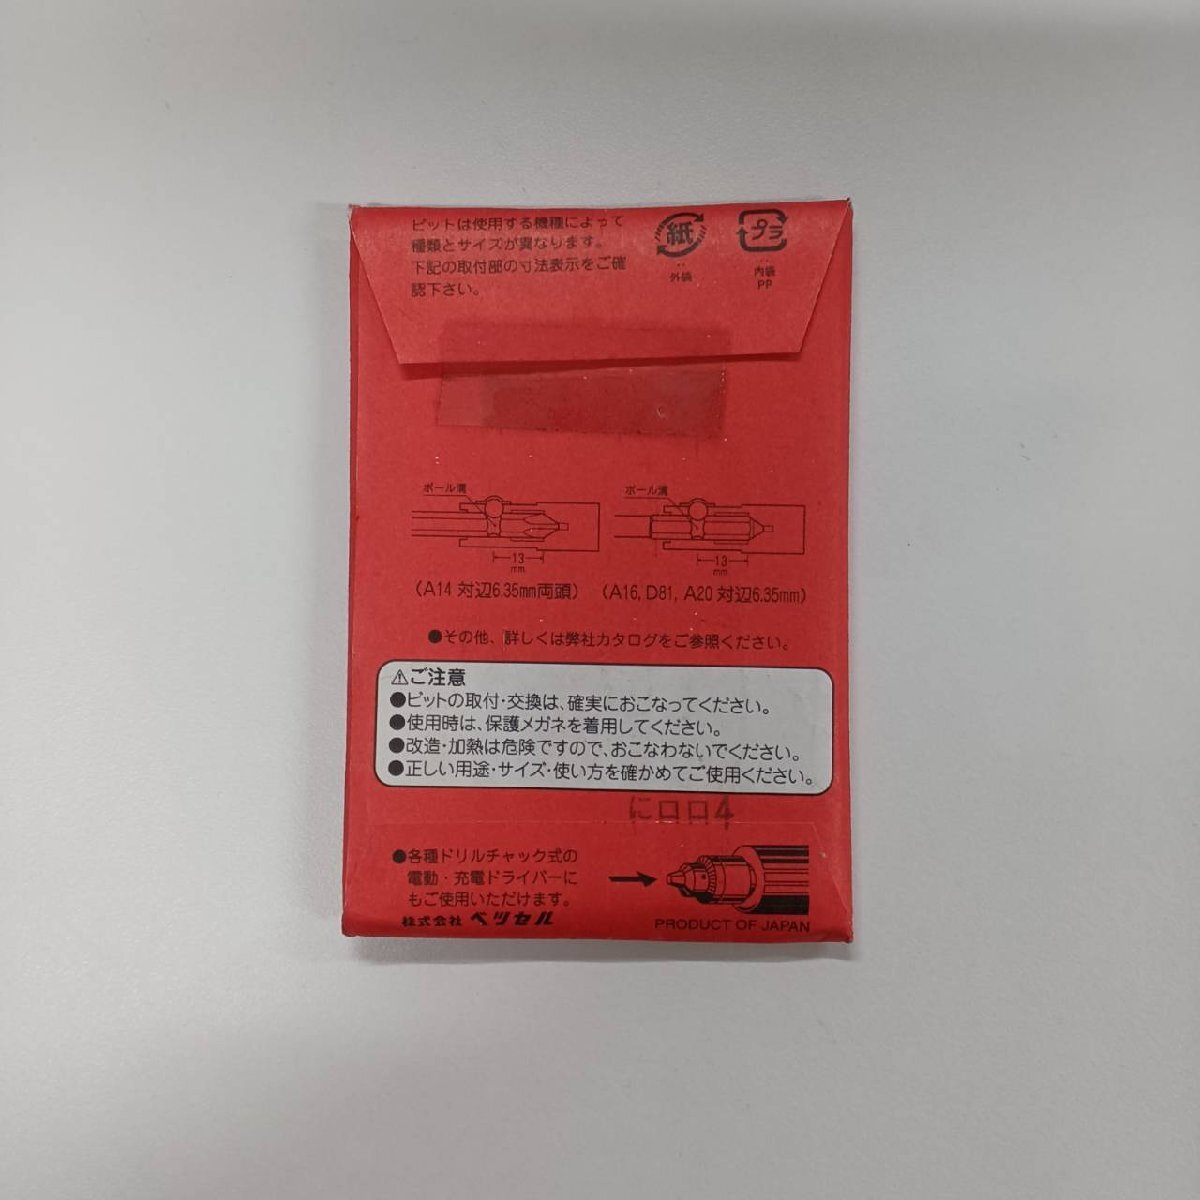 ビットは使用する機種によって
種類とサイズが異なります。
下記の取付部の寸法表示をご確
認下さい。
紙
外袋
プラ
内袋
PP
ボール溝
13
mm
(A14 対辺6.35mm両頭)
ボール溝
13
mm
(A16, D81, A20 対辺6.35mm)
●その他、詳しくは弊社カタログをご参照ください。
⚠ご注意
●ビットの取付・交換は、確実におこなってください。
●使用時は、保護メガネを着用してください。
●改造・加熱は危険ですので、おこなわないでください。
●正しい用途・サイズ・使い方を確かめてご使用ください。
●各種ドリルチャック式の
電動・充電ドライバーに
もご使用いただけます。
株式会社 ベッセル
PRODUCT OF JAPAN